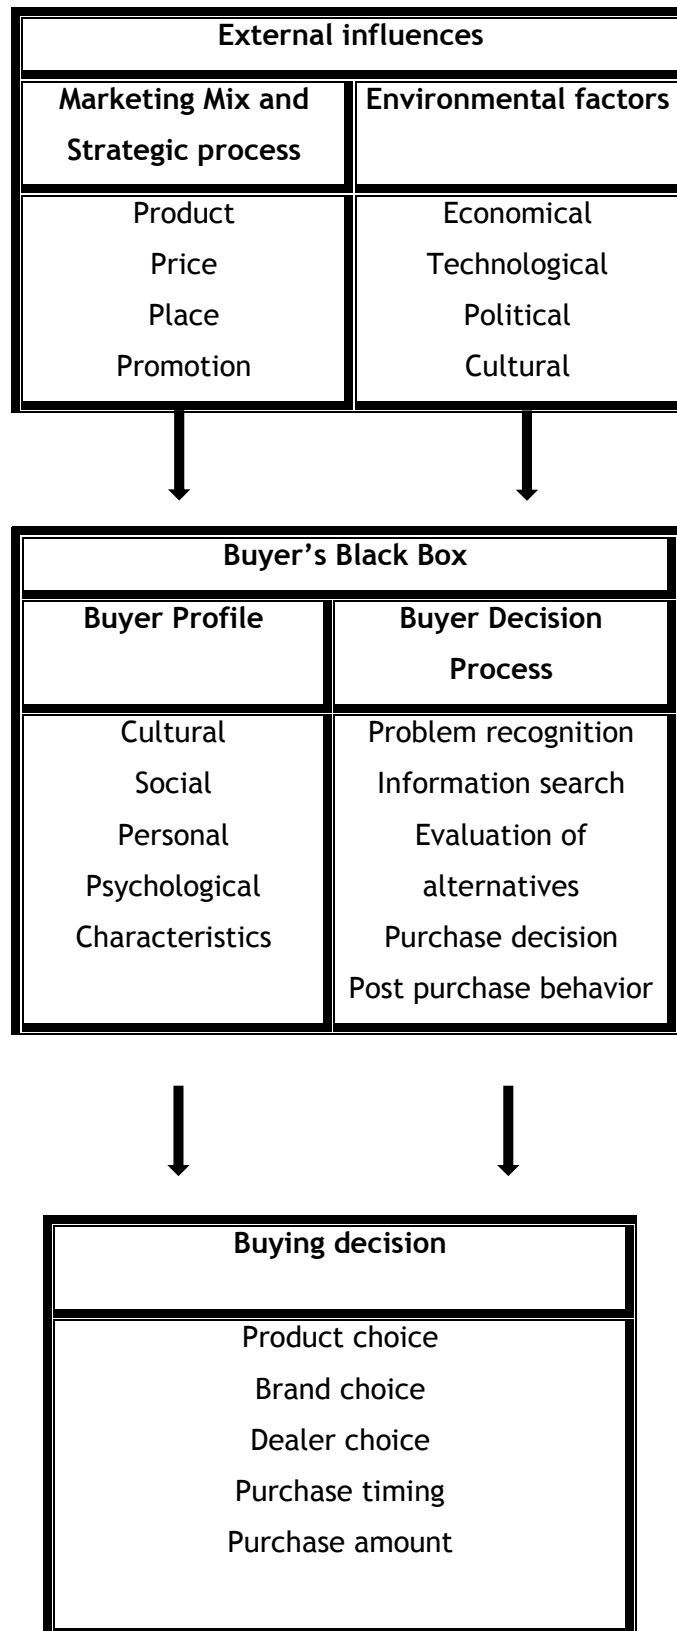 External influences
Marketing Mix and
Strategic process
Environmental factors
Product
Price
Place
Promotion
Economical
Technological
Political
Cultural
Buyer’s Black Box
Buyer Profile
Buyer Decision
Process
Cultural
Social
Personal
Psychological
Characteristics
Problem recognition
Information search
Evaluation of
alternatives
Purchase decision
Post purchase behavior
Buying decision
Product choice
Brand choice
Dealer choice
Purchase timing
Purchase amount